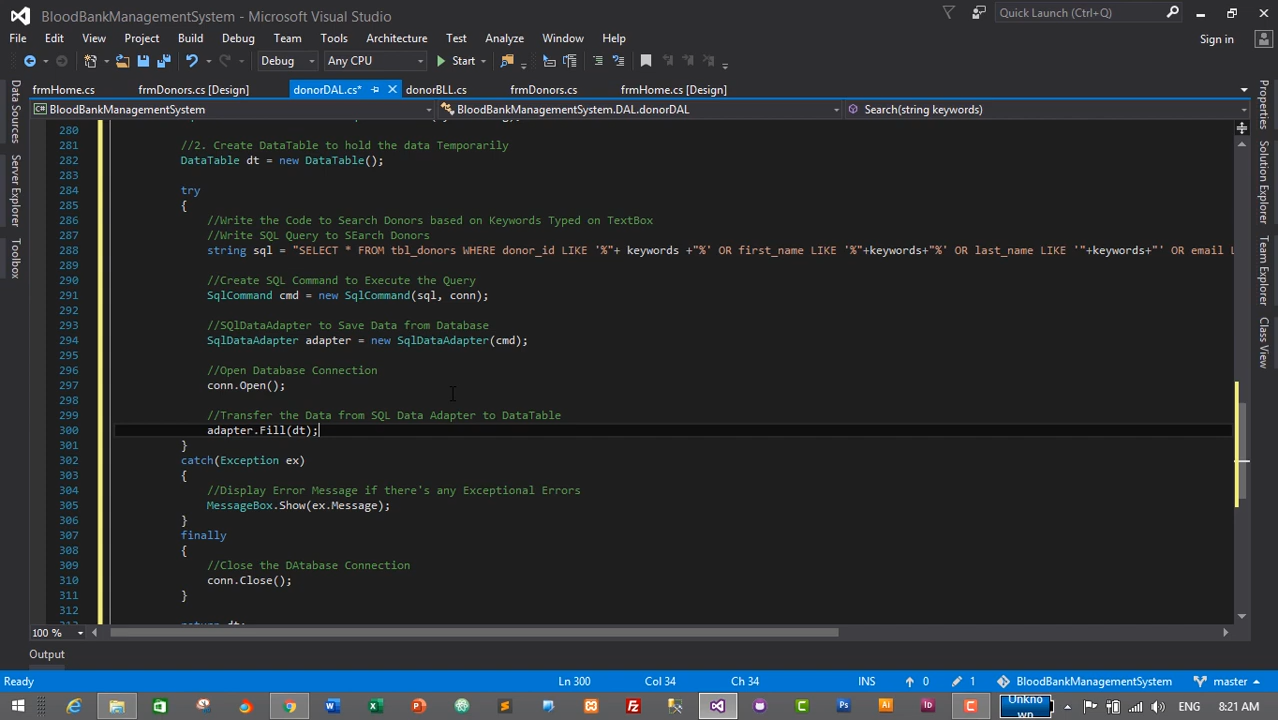 BloodBankManagementSystem - Microsoft Visual Studio
Quick Launch (Ctrl+Q)
File Edit View Project Build Debug Team Tools Architecture Test Analyze Window Help
Sign in
Debug Any CPU Start
frmHome.cs frmDonors.cs [Design] donorDAL.cs* donorBLL.cs frmDonors.cs frmHome.cs [Design]
BloodBankManagementSystem BloodBankManagementSystem.DAL.donorDAL Search(string keywords)
Data Sources
Server Explorer
Toolbox
Properties
Solution Explorer
Team Explorer
Class View
280
281 //2. Create DataTable to hold the data Temporarily
282 DataTable dt = new DataTable();
283
284 try
285 {
286 //Write the Code to Search Donors based on Keywords Typed on TextBox
287 //Write SQL Query to SEarch Donors
288 string sql = "SELECT * FROM tbl_donors WHERE donor_id LIKE '%"+ keywords +"%' OR first_name LIKE '%"+keywords+"%' OR last_name LIKE '"+keywords+"' OR email L
289
290 //Create SQL Command to Execute the Query
291 SqlCommand cmd = new SqlCommand(sql, conn);
292
293 //SQlDataAdapter to Save Data from Database
294 SqlDataAdapter adapter = new SqlDataAdapter(cmd);
295
296 //Open Database Connection
297 conn.Open();
298
299 //Transfer the Data from SQL Data Adapter to DataTable
300 adapter.Fill(dt);
301 }
302 catch(Exception ex)
303 {
304 //Display Error Message if there's any Exceptional Errors
305 MessageBox.Show(ex.Message);
306 }
307 finally
308 {
309 //Close the DAtabase Connection
310 conn.Close();
311 }
312
100 %
Output
Ready Ln 300 Col 34 Ch 34 INS 0 1 BloodBankManagementSystem master
Unkno
wn
ENG 8:21 AM